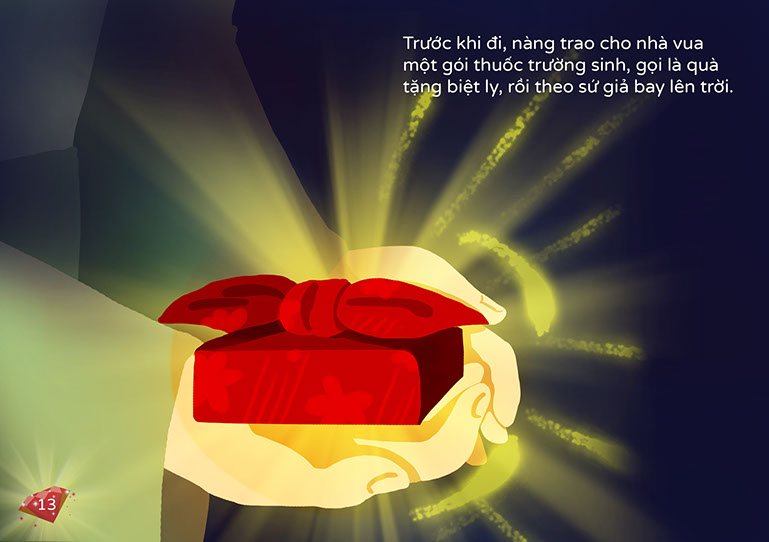 Trước khi đi, nàng trao cho nhà vua
một gói thuốc trường sinh, gọi là quà
tặng biệt ly, rồi theo sứ giả bay lên trời.
13